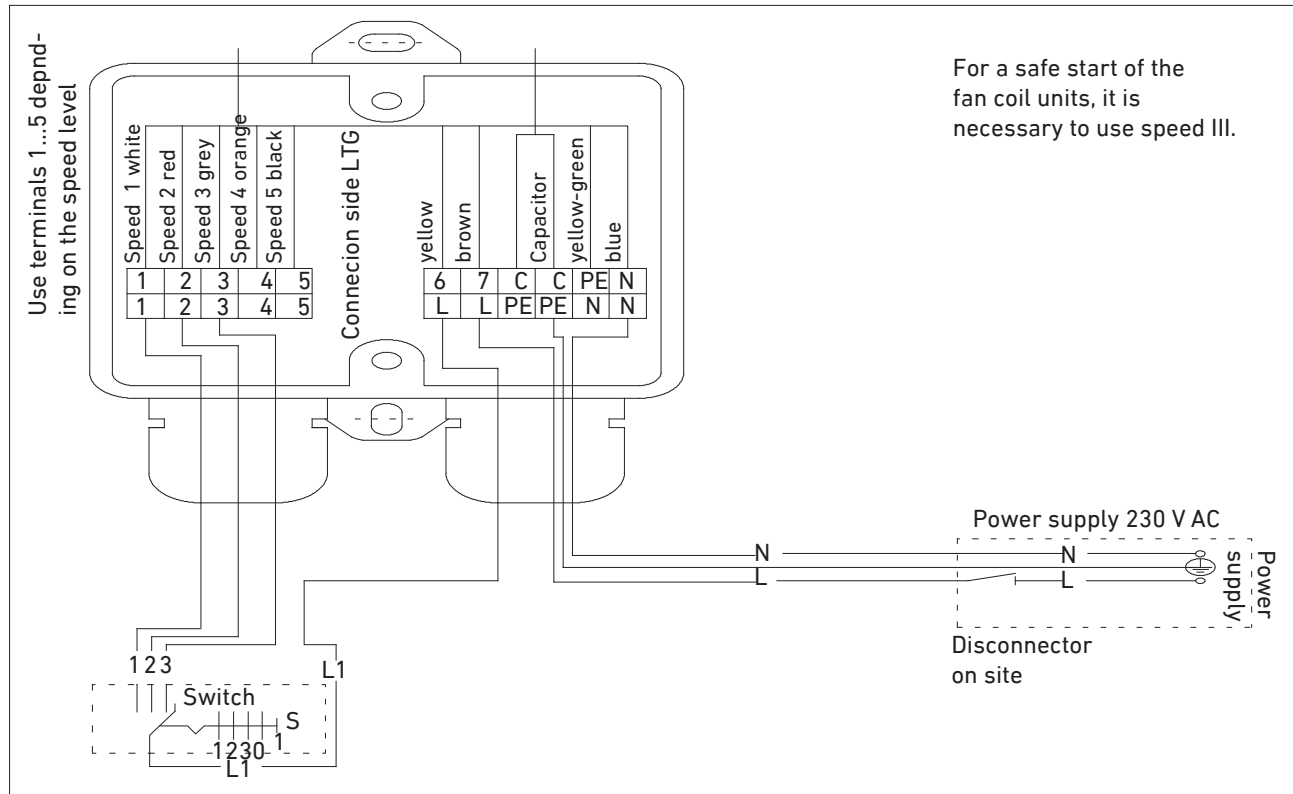 Use terminals 1...5 depnd-
ing on the speed level
For a safe start of the
fan coil units, it is
necessary to use speed III.
Speed 1 white
Speed 2 red
Speed 3 grey
Speed 4 orange
Speed 5 black
Connecion side LTG
yellow
brown
Capacitor
yellow-green
blue
1 2 3 4 5
1 2 3 4 5
6 7 C C PE N
L L PE PE N N
Power supply 230 V AC
N N
L L
Power
supply
Disconnector
on site
1 2 3
L1
Switch
S
1 2 3 0 1
L1